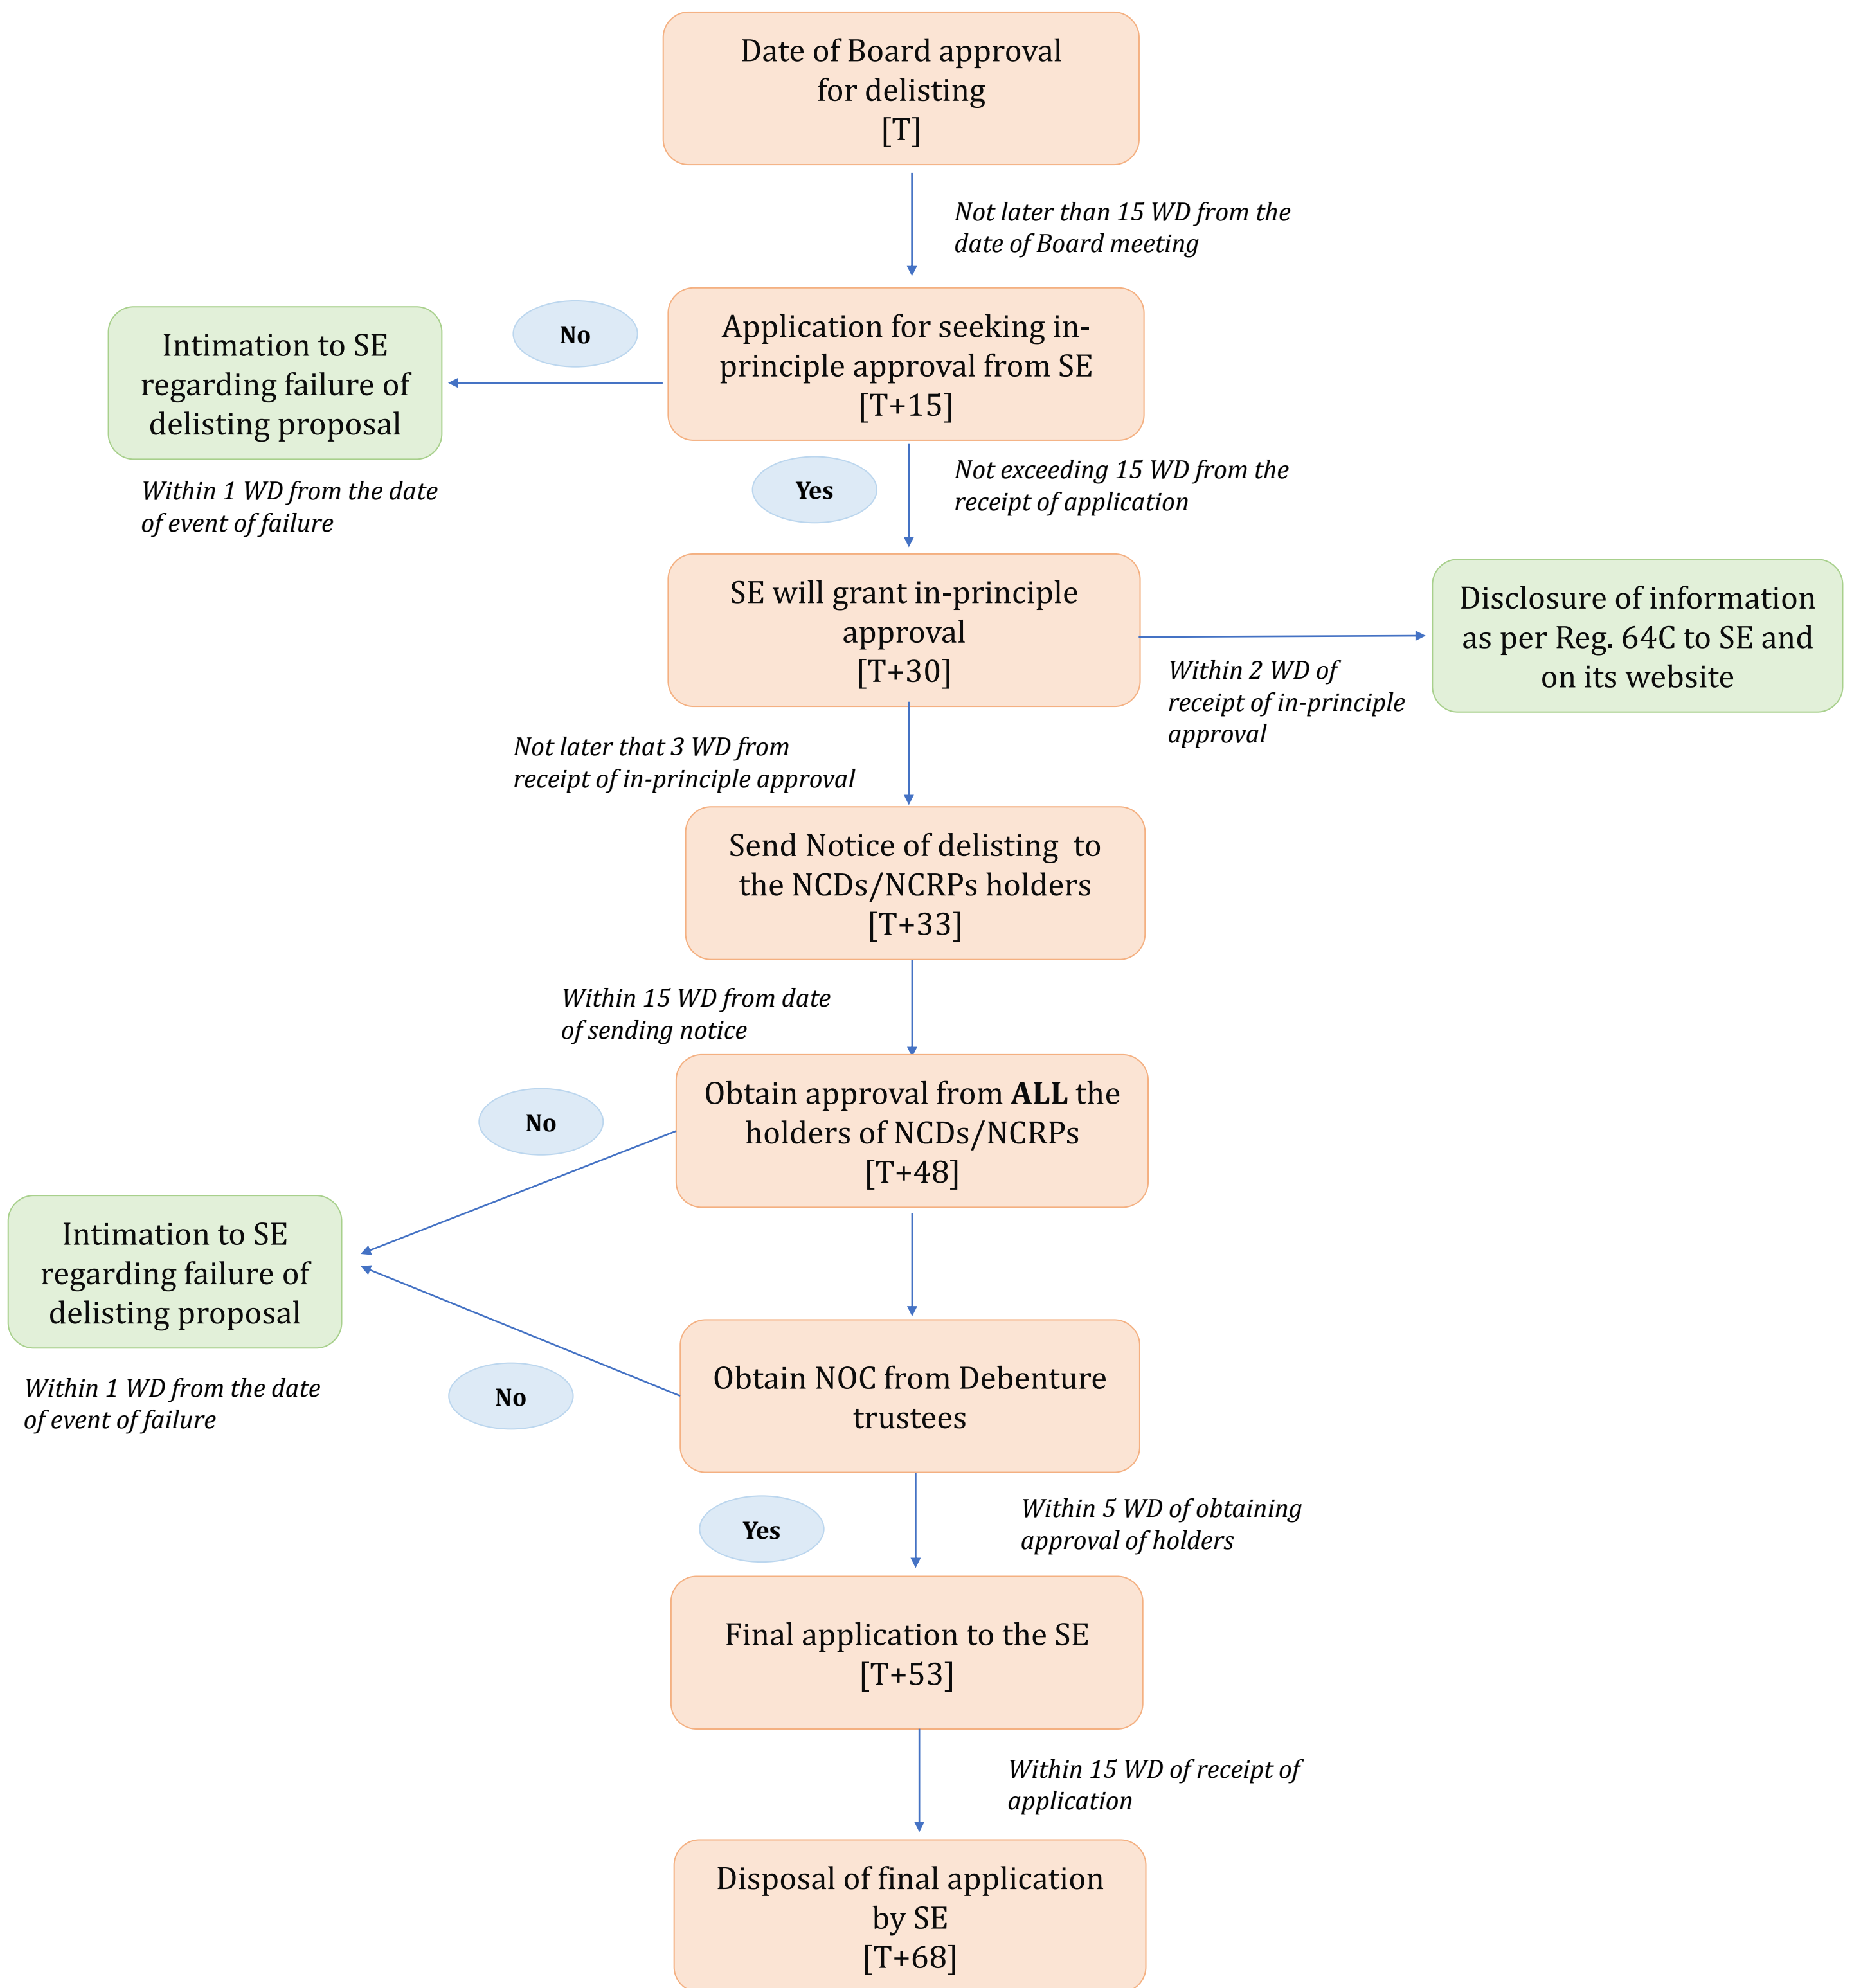 Date of Board approval
for delisting
[T]
Not later than 15 WD from the
date of Board meeting
Application for seeking in-
principle approval from SE
[T+15]
No
Intimation to SE
regarding failure of
delisting proposal
Within 1 WD from the date
of event of failure
Yes
Not exceeding 15 WD from the
receipt of application
SE will grant in-principle
approval
[T+30]
Within 2 WD of
receipt of in-principle
approval
Disclosure of information
as per Reg. 64C to SE and
on its website
Not later that 3 WD from
receipt of in-principle approval
Send Notice of delisting to
the NCDs/NCRPs holders
[T+33]
Within 15 WD from date
of sending notice
Obtain approval from ALL the
holders of NCDs/NCRPs
[T+48]
No
Intimation to SE
regarding failure of
delisting proposal
Within 1 WD from the date
of event of failure
No
Obtain NOC from Debenture
trustees
Yes
Within 5 WD of obtaining
approval of holders
Final application to the SE
[T+53]
Within 15 WD of receipt of
application
Disposal of final application
by SE
[T+68]